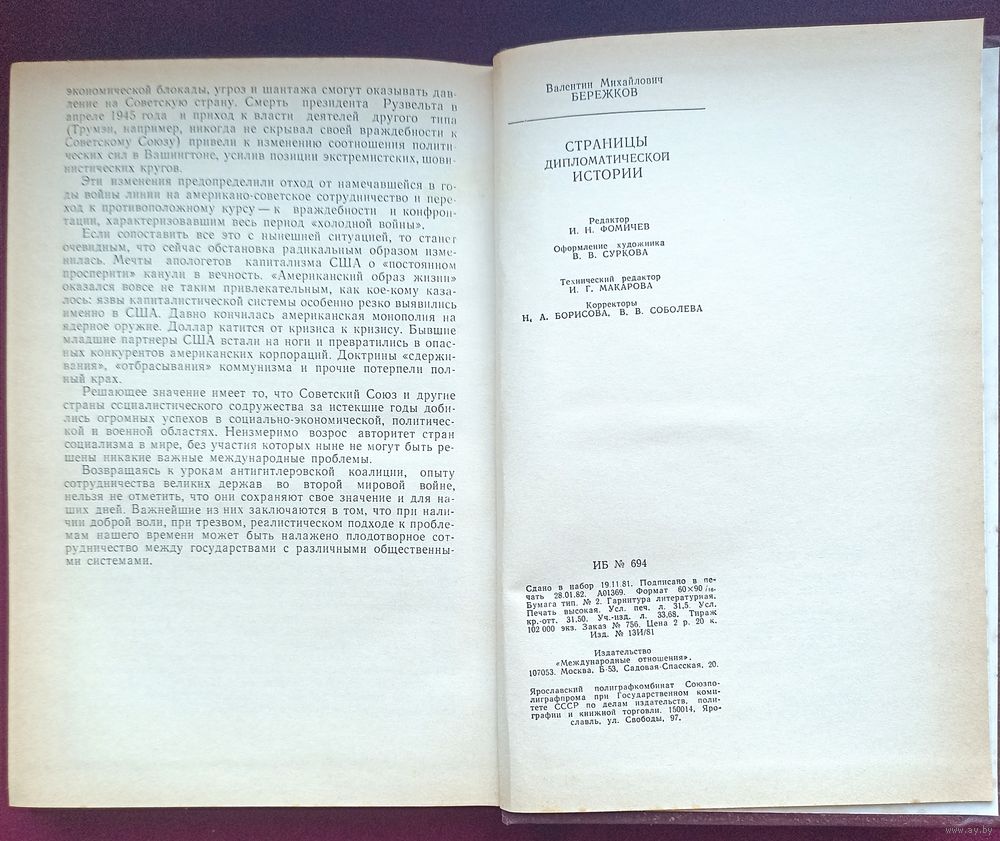 экономической блокады, угроз и шантажа смогут оказывать дав-
ление на Советскую страну. Смерть президента Рузвельта в
апреле 1945 года и приход к власти деятелей другого типа
(Трумэн, например, никогда не скрывал своей враждебности к
Советскому Союзу) привели к изменению соотношения полити-
ческих сил в Вашингтоне, усилив позиции экстремистских, шови-
нистических кругов.
Эти изменения предопределили отход от намечавшейся в го-
ды войны линии на американо-советское сотрудничество и пере-
ход к противоположному курсу — к враждебности и конфрон-
тации, характеризовавшим весь период «холодной войны».
Если сопоставить все это с нынешней ситуацией, то станет
очевидным, что сейчас обстановка радикальным образом изме-
нилась. Мечты апологетов капитализма США о «постоянном
просперити» канули в вечность. «Американский образ жизни»
оказался вовсе не таким привлекательным, как кое-кому каза-
лось: язвы капиталистической системы особенно резко выявились
именно в США. Давно кончилась американская монополия на
ядерное оружие. Доллар катится от кризиса к кризису. Бывшие
младшие партнеры США встали на ноги и превратились в опас-
ных конкурентов американских корпораций. Доктрины «сдержи-
вания», «отбрасывания» коммунизма и прочие потерпели пол-
ный крах.
Решающее значение имеет то, что Советский Союз и другие
страны социалистического содружества за истекшие годы доби-
лись огромных успехов в социально-экономической, политичес-
кой и военной областях. Неизмеримо возрос авторитет стран
социализма в мире, без участия которых ныне не могут быть ре-
шены никакие важные международные проблемы.
Возвращаясь к урокам антигитлеровской коалиции, опыту
сотрудничества великих держав во второй мировой войне,
нельзя не отметить, что они сохраняют свое значение и для на-
ших дней. Важнейшие из них заключаются в том, что при нали-
чии доброй воли, при трезвом, реалистическом подходе к пробле-
мам нашего времени может быть налажено плодотворное сот-
рудничество между государствами с различными общественны-
ми системами.
Валентин Михайлович
БЕРЕЖКОВ
СТРАНИЦЫ
ДИПЛОМАТИЧЕСКОЙ
ИСТОРИИ
Редактор
И. Н. ФОМИЧЕВ
Оформление художника
В. В. СУРКОВА
Технический редактор
И. Г. МАКАРОВА
Корректоры
Н. А. БОРИСОВА, В. В. СОБОЛЕВА
ИБ № 694
Сдано в набор 19.11.81. Подписано в пе-
чать 28.01.82. А01369. Формат 60×90/16.
Бумага тип. № 2. Гарнитура литературная.
Печать высокая. Усл. печ. л. 31,5. Усл.
кр.-отт. 31,50. Уч.-изд. л. 33,68. Тираж
102 000 экз. Заказ № 756. Цена 2 р. 20 к.
Изд. № 13И/81
Издательство
«Международные отношения».
107053. Москва, Б-53, Садовая-Спасская, 20.
Ярославский полиграфкомбинат Союзпо-
лиграфпрома при Государственном коми-
тете СССР по делам издательств, поли-
графии и книжной торговли. 150014, Яро-
славль, ул. Свободы, 97.
www.ay.by